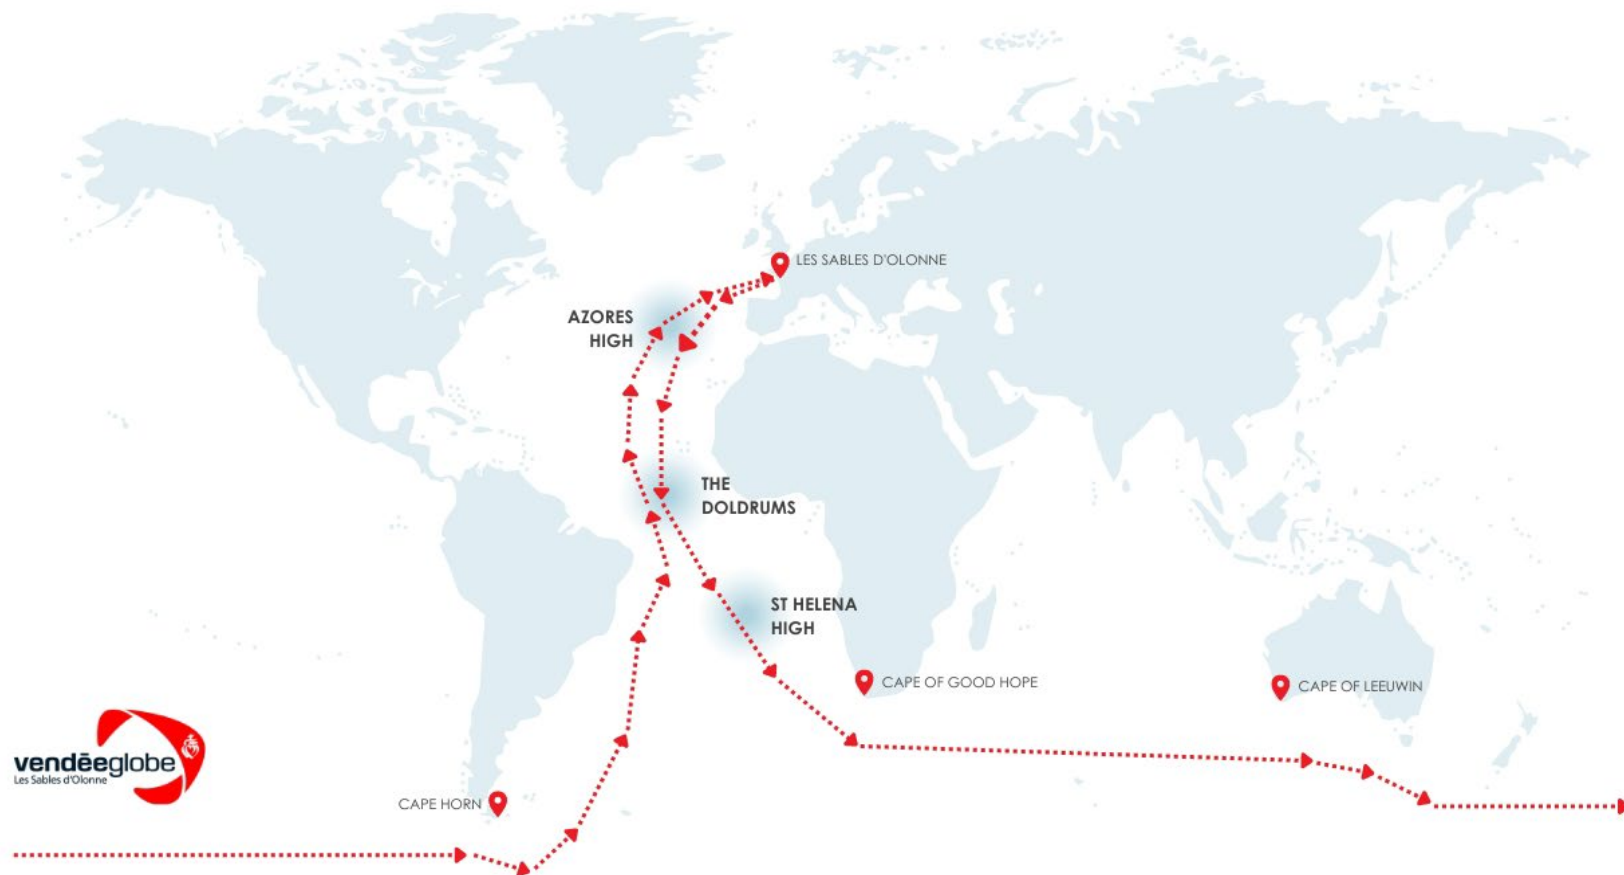 LES SABLES D'OLONNE
AZORES
HIGH
THE
DOLDRUMS
ST HELENA
HIGH
CAPE OF GOOD HOPE
CAPE OF LEEUWIN
vendēeglobe
Les Sables d'Olonne
CAPE HORN